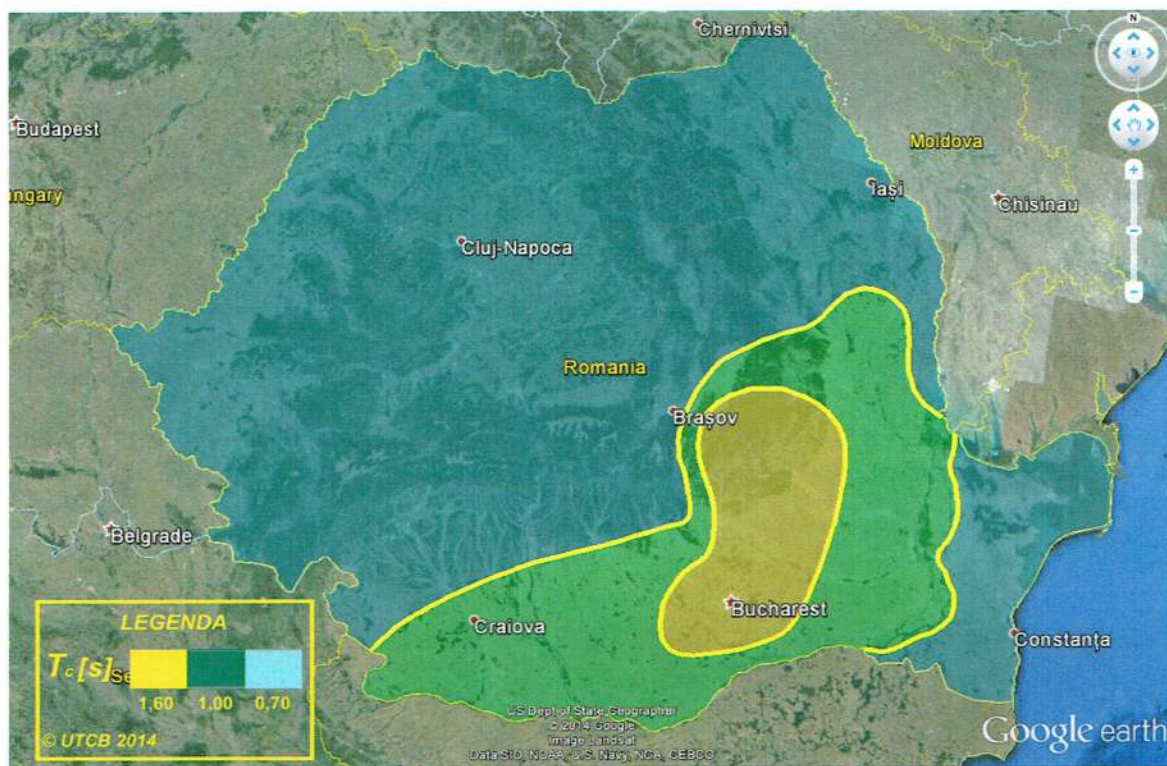 Chernivtsi
N
Budapest
Moldova
Iași
ungary
Chisinau
Cluj-Napoca
Romania
Brașov
Belgrade
Bucharest
LEGENDA
Craiova
Constanța
Tc [s]
Se
1,60 1,00 0,70
US Dept of State Geographer
© 2014 Google
Image Landsat
© UTCB 2014
Data SIO, NOAA, U.S. Navy, NGA, GEBCO
Google earth